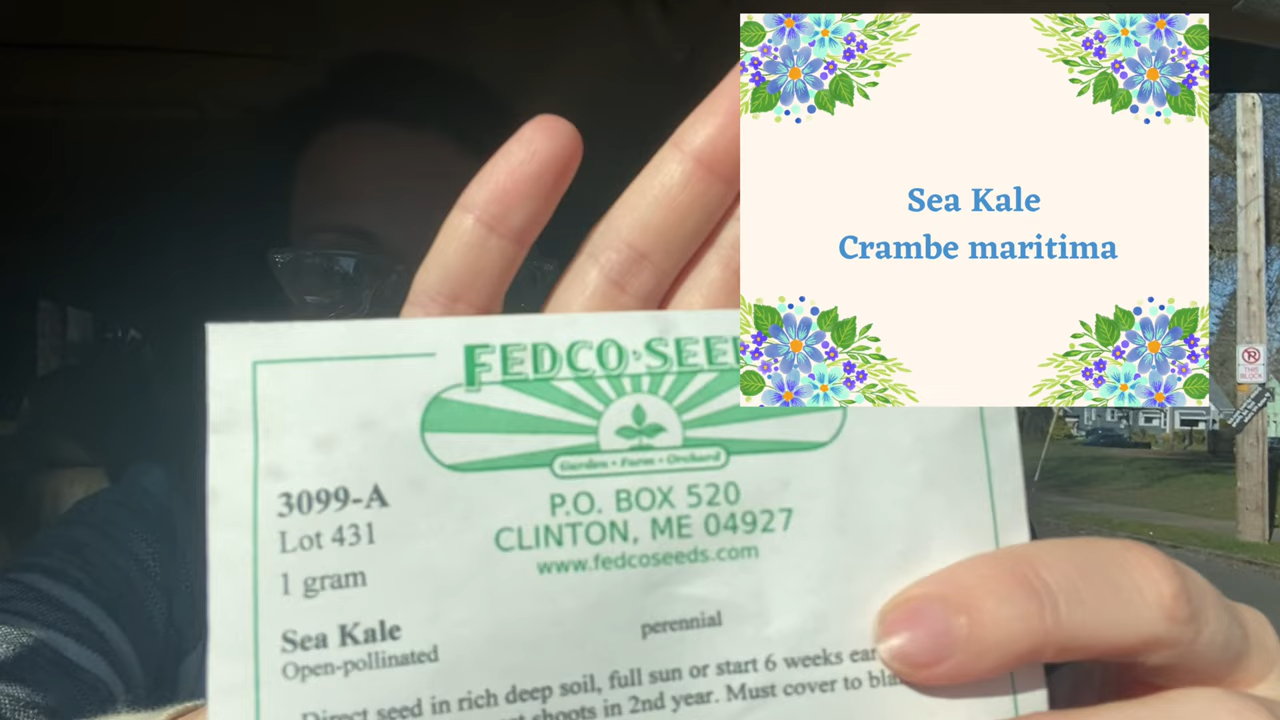 Sea Kale
Crambe maritima
FEDCO SEE
Garden • Farm • Orchard
P.O. BOX 520
CLINTON, ME 04927
www.fedcoseeds.com
3099-A
Lot 431
1 gram
Sea Kale
Open-pollinated
perennial
Direct seed in rich deep soil, full sun or start 6 weeks
shoots in 2nd year. Must cover to
THIS
BLOCK